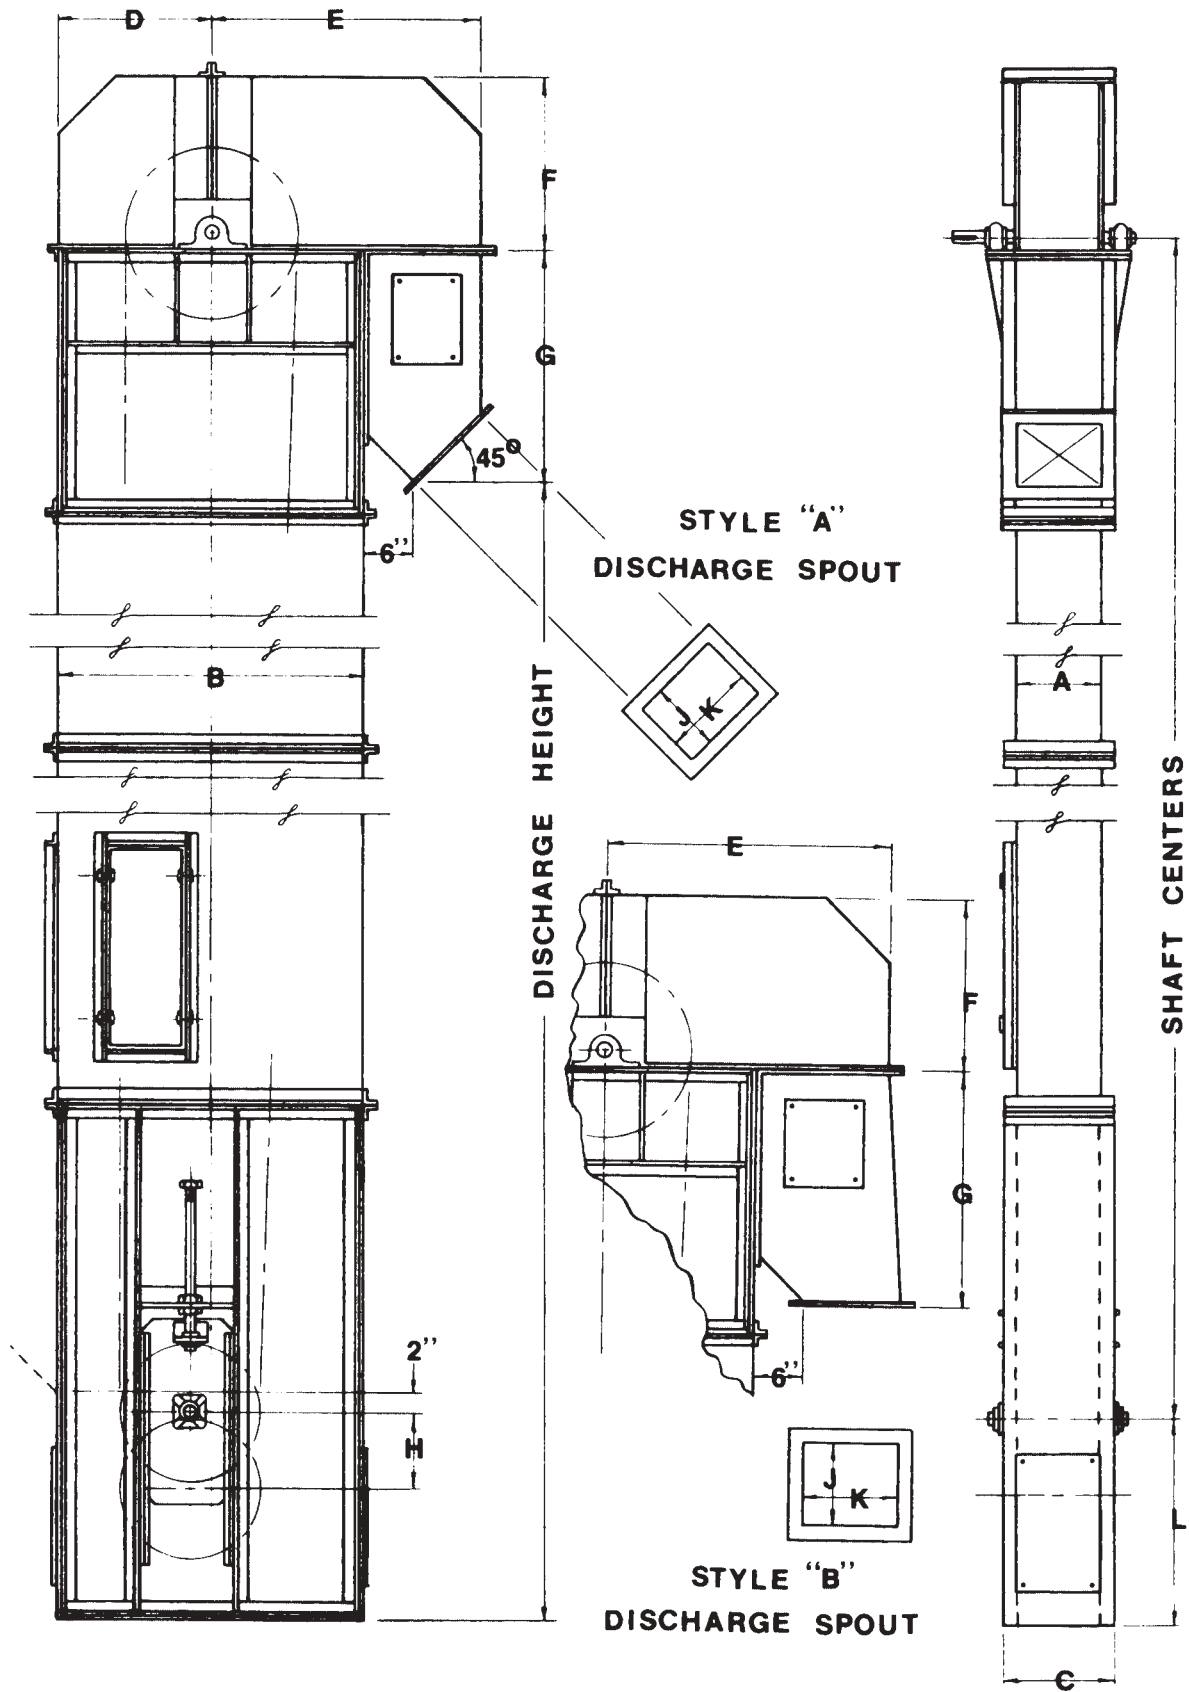 D
E
F
G
45°
6”
STYLE “A”
DISCHARGE SPOUT
B
A
J
K
DISCHARGE HEIGHT
SHAFT CENTERS
E
F
G
2”
H
6”
J
K
L
STYLE “B”
DISCHARGE SPOUT
C